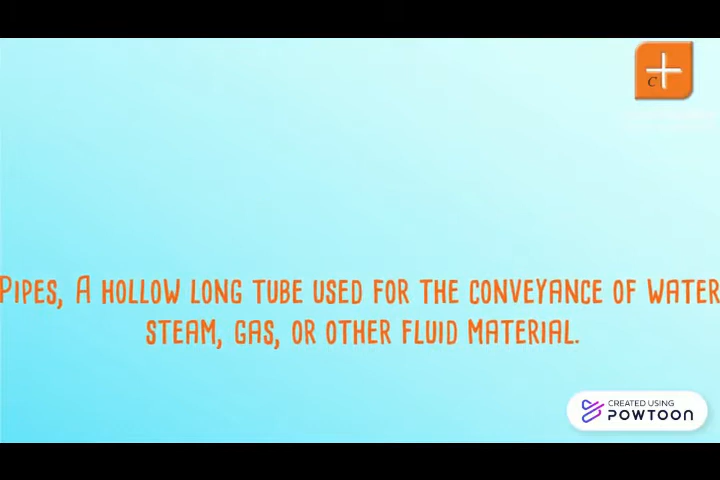 C
Pipes, A hollow long tube used for the conveyance of water
steam, gas, or other fluid material.
CREATED USING
POWTOON